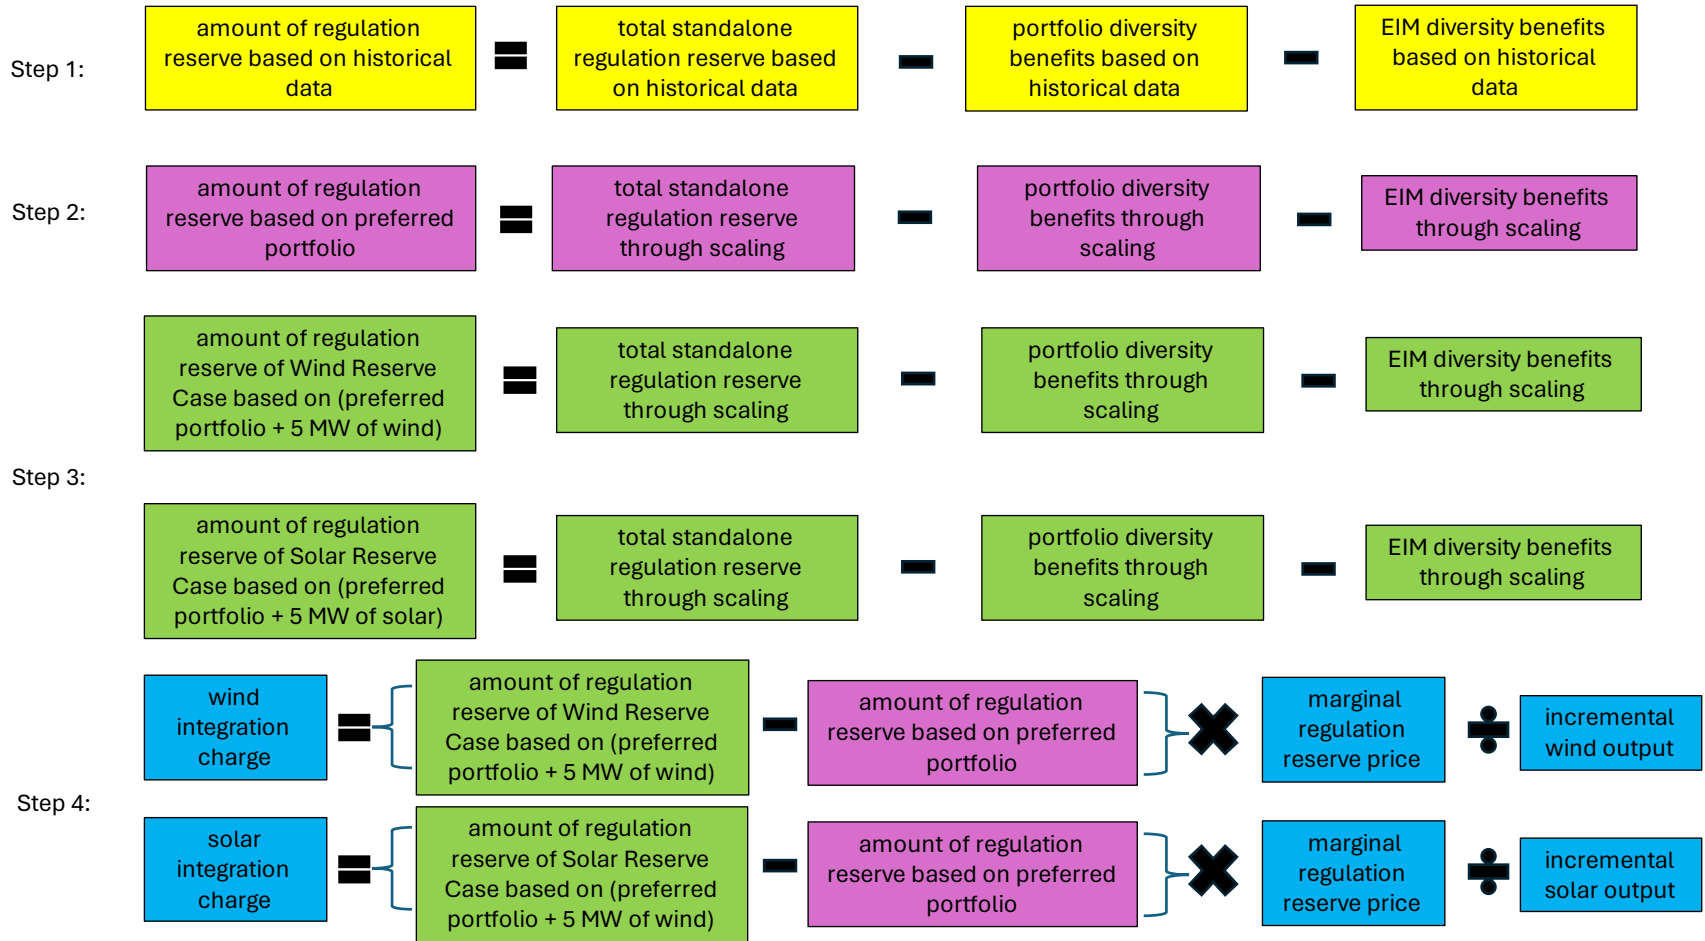 Step 1:
amount of regulation
reserve based on historical
data
=
total standalone
regulation reserve based
on historical data
-
portfolio diversity
benefits based on
historical data
-
EIM diversity benefits
based on historical
data
Step 2:
amount of regulation
reserve based on preferred
portfolio
=
total standalone
regulation reserve
through scaling
-
portfolio diversity
benefits through
scaling
-
EIM diversity benefits
through scaling
Step 3:
amount of regulation
reserve of Wind Reserve
Case based on (preferred
portfolio + 5 MW of wind)
=
total standalone
regulation reserve
through scaling
-
portfolio diversity
benefits through
scaling
-
EIM diversity benefits
through scaling
amount of regulation
reserve of Solar Reserve
Case based on (preferred
portfolio + 5 MW of solar)
=
total standalone
regulation reserve
through scaling
-
portfolio diversity
benefits through
scaling
-
EIM diversity benefits
through scaling
Step 4:
wind
integration
charge
=
{
amount of regulation
reserve of Wind Reserve
Case based on (preferred
portfolio + 5 MW of wind)
-
amount of regulation
reserve based on preferred
portfolio
}
×
marginal
regulation
reserve price
÷
incremental
wind output
solar
integration
charge
=
{
amount of regulation
reserve of Solar Reserve
Case based on (preferred
portfolio + 5 MW of wind)
-
amount of regulation
reserve based on preferred
portfolio
}
×
marginal
regulation
reserve price
÷
incremental
solar output